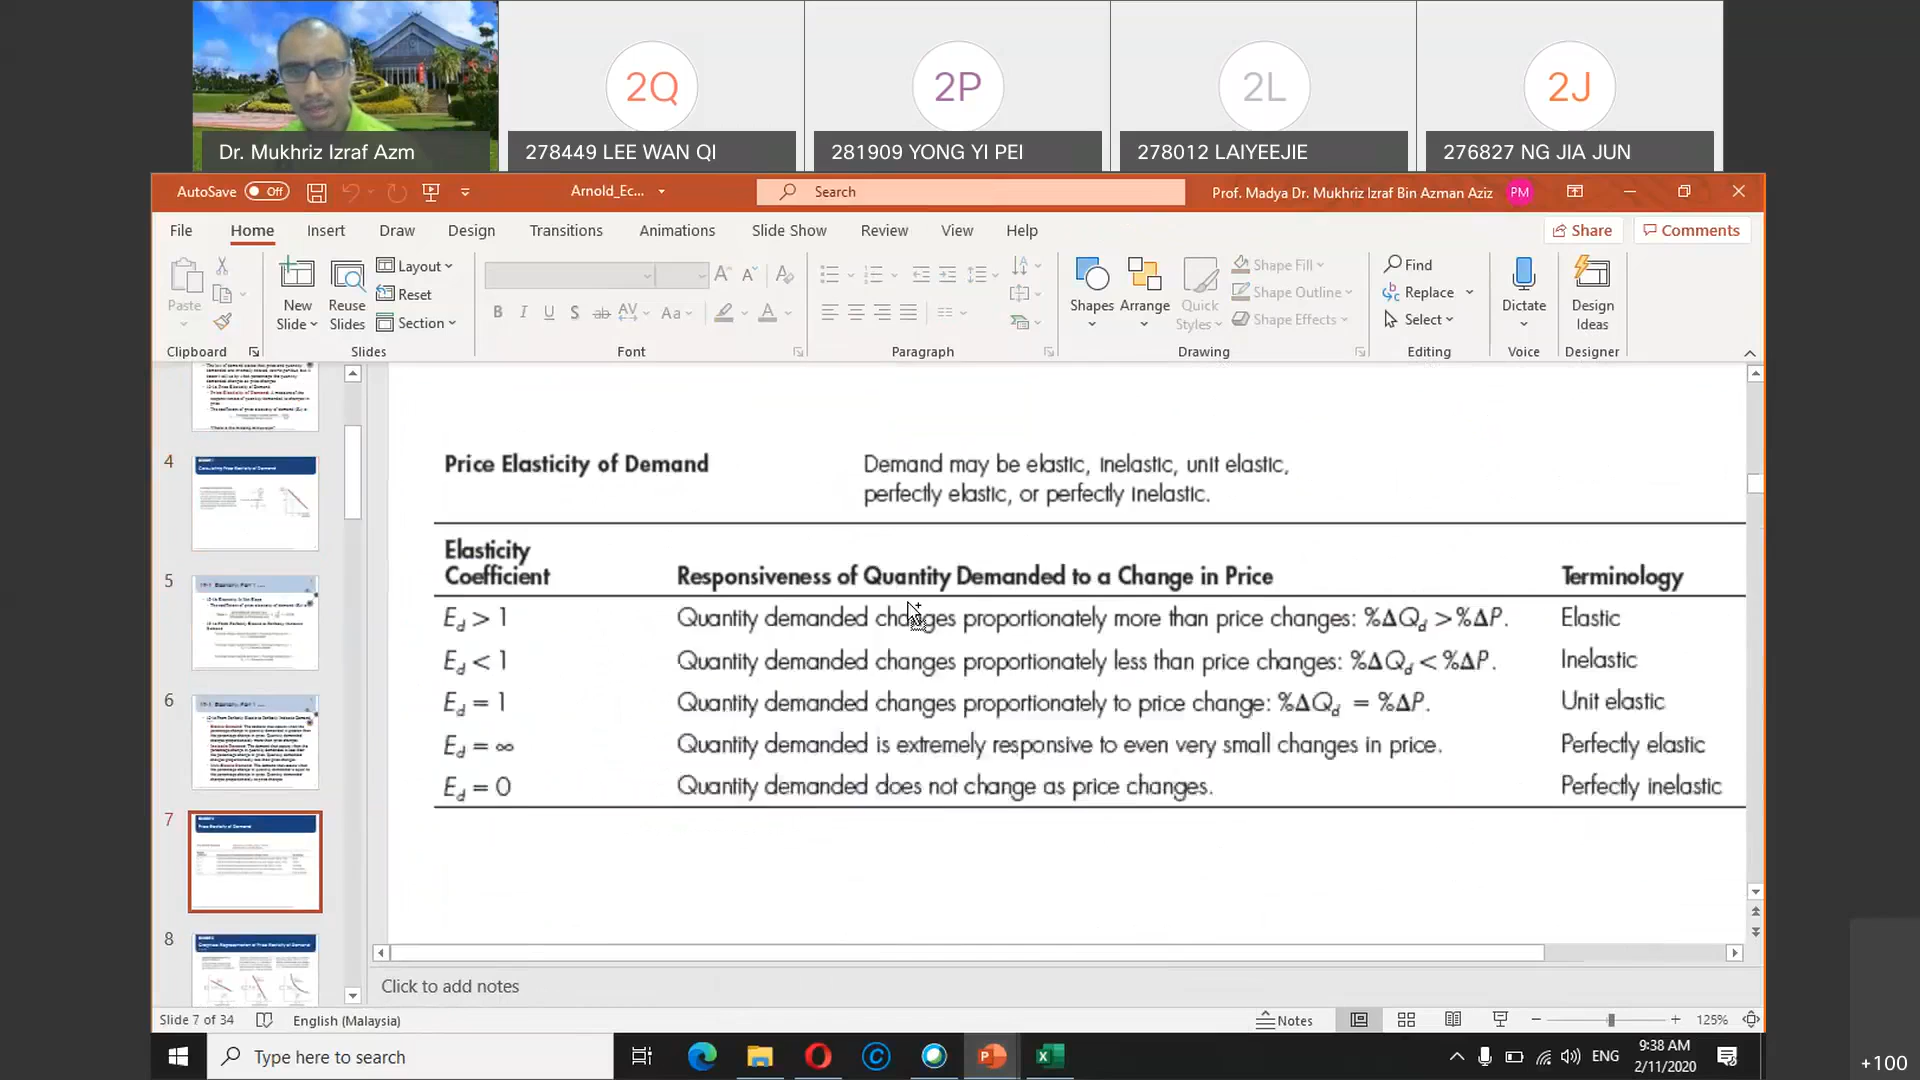 2Q
2P
2L
2J
Dr. Mukhriz Izraf Azm
278449 LEE WAN QI
281909 YONG YI PEI
278012 LAIYEEJIE
276827 NG JIA JUN
AutoSave Off
Arnold_Ec...
Search
Prof. Madya Dr. Mukhriz Izraf Bin Azman Aziz PM
File Home Insert Draw Design Transitions Animations Slide Show Review View Help Share Comments
Paste
New Slide
Reuse Slides
Layout
Reset
Section
Shapes
Arrange
Quick Styles
Shape Fill
Shape Outline
Shape Effects
Find
Replace
Select
Dictate
Design Ideas
Clipboard Slides Font Paragraph Drawing Editing Voice Designer
4
5
6
7
8
Price Elasticity of Demand
Demand may be elastic, inelastic, unit elastic,
perfectly elastic, or perfectly inelastic.
Elasticity
Coefficient
Responsiveness of Quantity Demanded to a Change in Price
Terminology
Ed > 1 Quantity demanded changes proportionately more than price changes: %ΔQd > %ΔP. Elastic
Ed < 1 Quantity demanded changes proportionately less than price changes: %ΔQd < %ΔP. Inelastic
Ed = 1 Quantity demanded changes proportionately to price change: %ΔQd = %ΔP. Unit elastic
Ed = ∞ Quantity demanded is extremely responsive to even very small changes in price. Perfectly elastic
Ed = 0 Quantity demanded does not change as price changes. Perfectly inelastic
Click to add notes
Slide 7 of 34 English (Malaysia) Notes 125%
Type here to search
ENG
9:38 AM
2/11/2020
+100